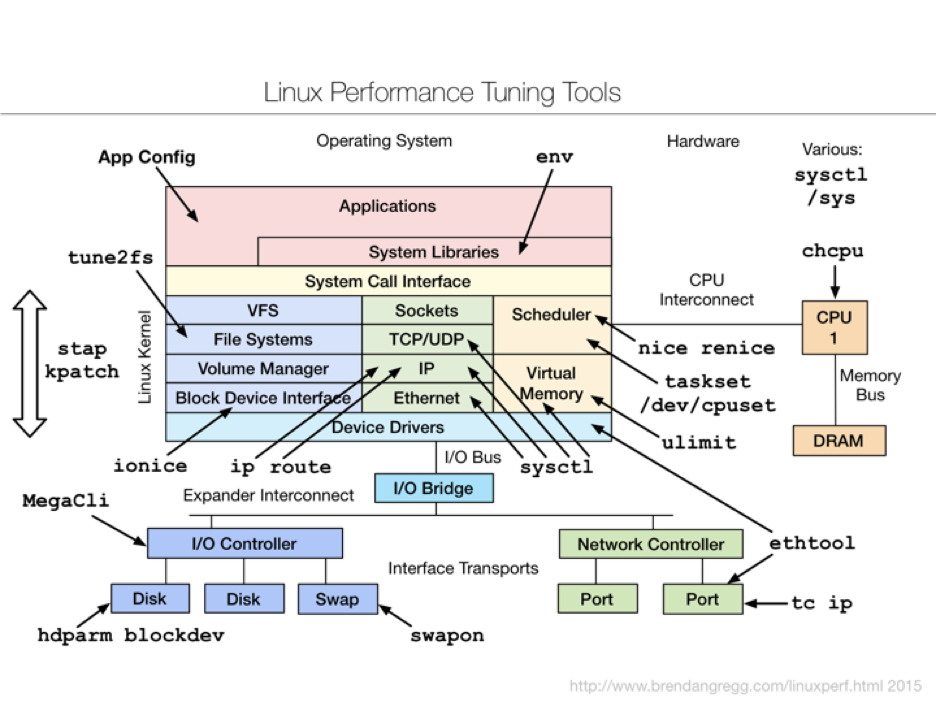 Linux Performance Tuning Tools
Operating System
Hardware
Various:
sysctl
/sys
App Config
env
Applications
System Libraries
tune2fs
System Call Interface
chcpu
CPU
Interconnect
VFS
Sockets
Scheduler
CPU
1
File Systems
TCP/UDP
Linux Kernel
stap
kpatch
nice renice
Volume Manager
IP
Virtual
Memory
taskset
/dev/cpuset
Memory
Bus
Block Device Interface
Ethernet
Device Drivers
ulimit
DRAM
ionice
ip route
I/O Bus
sysctl
MegaCli
Expander Interconnect
I/O Bridge
I/O Controller
Network Controller
ethtool
Interface Transports
Disk
Disk
Swap
Port
Port
tc ip
hdparm blockdev
swapon
http://www.brendangregg.com/linuxperf.html 2015